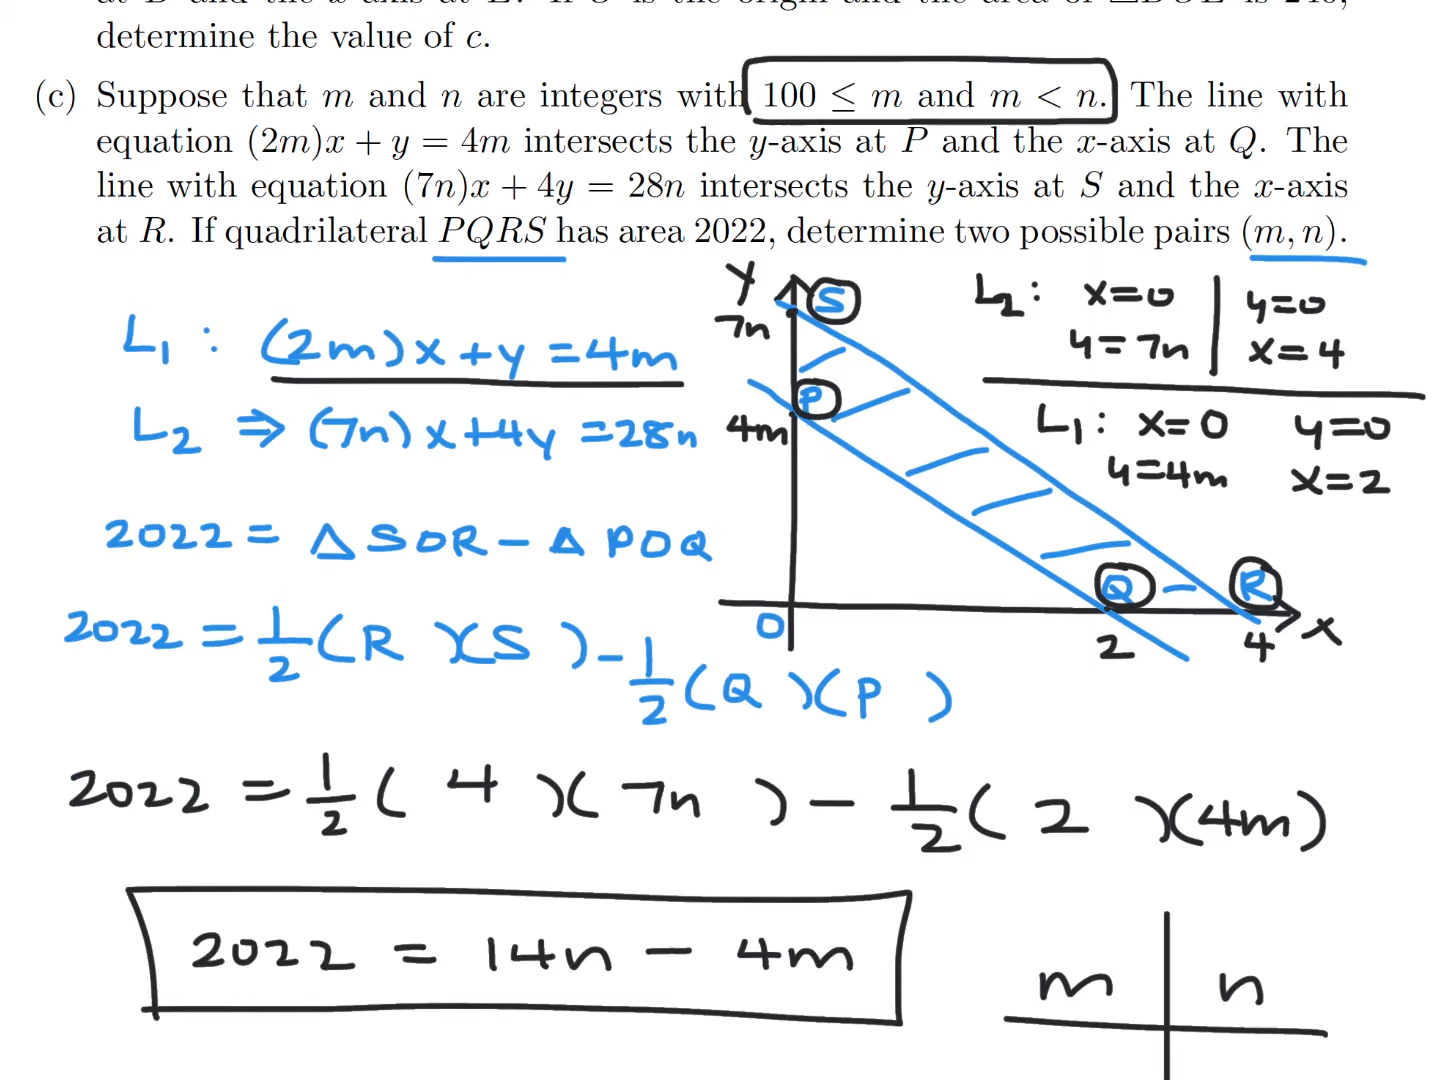 determine the value of c.
(c) Suppose that m and n are integers with 100 ≤ m and m < n. The line with
equation (2m)x + y = 4m intersects the y-axis at P and the x-axis at Q. The
line with equation (7n)x + 4y = 28n intersects the y-axis at S and the x-axis
at R. If quadrilateral PQRS has area 2022, determine two possible pairs (m, n).
L₁ : (2m)x+y=4m
L₂ ⇒ (7n)x+4y=28n
2022 = Δ SOR - Δ POQ
2022 = 1/2 (R )(S ) - 1/2 (Q )(P )
y
S
7n
P
4m
O
Q
2
R
4
x
L₂: x=0 | y=0
y=7n | x=4
L₁: x=0 y=0
y=4m x=2
2022 = 1/2 ( 4 )( 7n ) - 1/2 ( 2 )(4m)
2022 = 14n - 4m
m | n